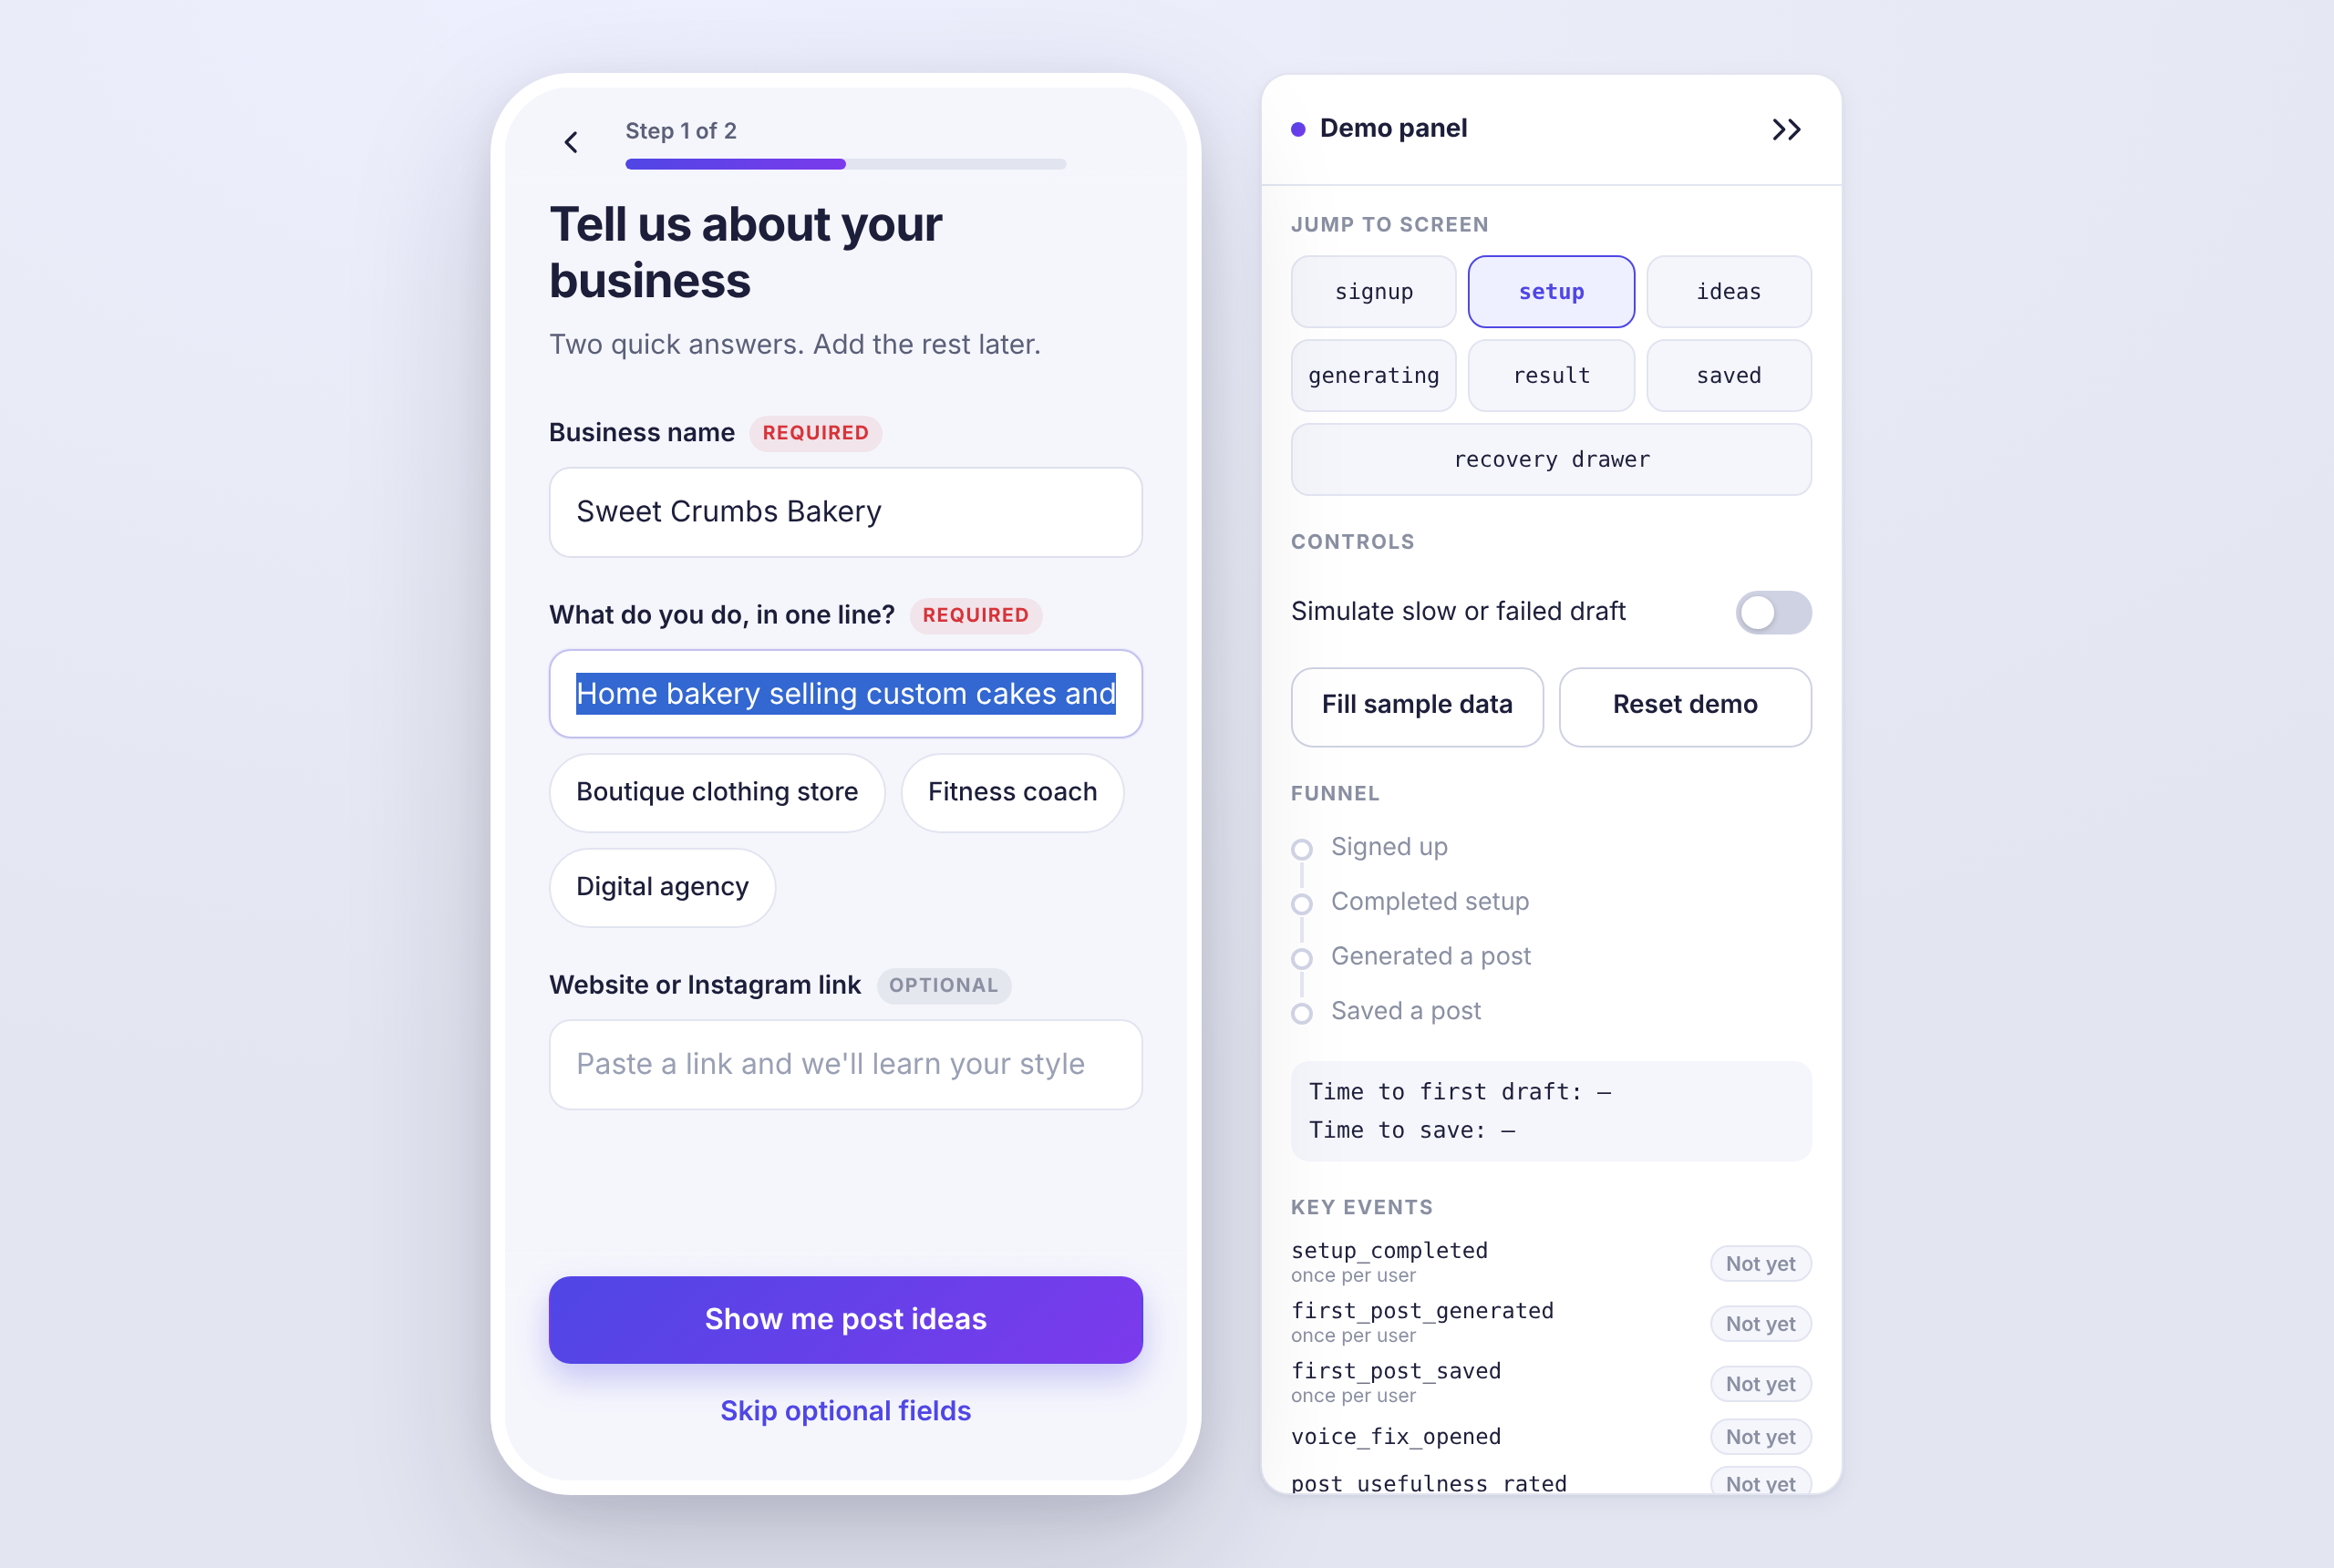 Step 1 of 2
Tell us about your
business
Two quick answers. Add the rest later.
Business name REQUIRED
Sweet Crumbs Bakery
What do you do, in one line? REQUIRED
Home bakery selling custom cakes and
Boutique clothing store
Fitness coach
Digital agency
Website or Instagram link OPTIONAL
Paste a link and we'll learn your style
Show me post ideas
Skip optional fields
Demo panel
JUMP TO SCREEN
signup
setup
ideas
generating
result
saved
recovery drawer
CONTROLS
Simulate slow or failed draft
Fill sample data
Reset demo
FUNNEL
Signed up
Completed setup
Generated a post
Saved a post
Time to first draft: —
Time to save: —
KEY EVENTS
setup_completed
once per user
Not yet
first_post_generated
once per user
Not yet
first_post_saved
once per user
Not yet
voice_fix_opened
Not yet
post_usefulness_rated
Not yet